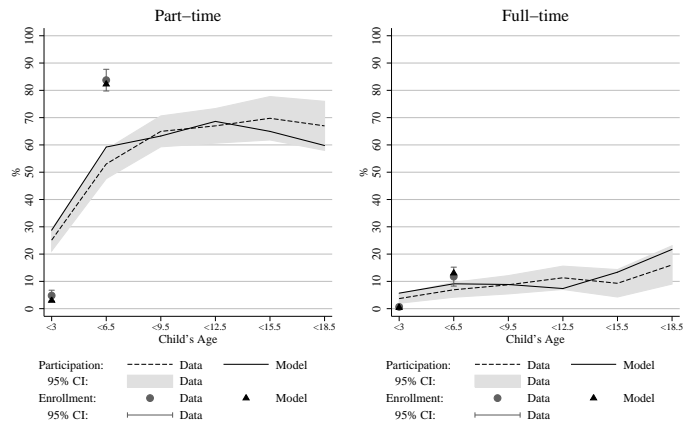 Part−time
100
90
80
70
60
50
40
30
20
10
0
%
<3 <6.5 <9.5 <12.5 <15.5 <18.5
Child's Age
Participation: Data Model
95% CI: Data
Enrollment: Data Model
95% CI: Data
Full−time
100
90
80
70
60
50
40
30
20
10
0
%
<3 <6.5 <9.5 <12.5 <15.5 <18.5
Child's Age
Participation: Data Model
95% CI: Data
Enrollment: Data Model
95% CI: Data